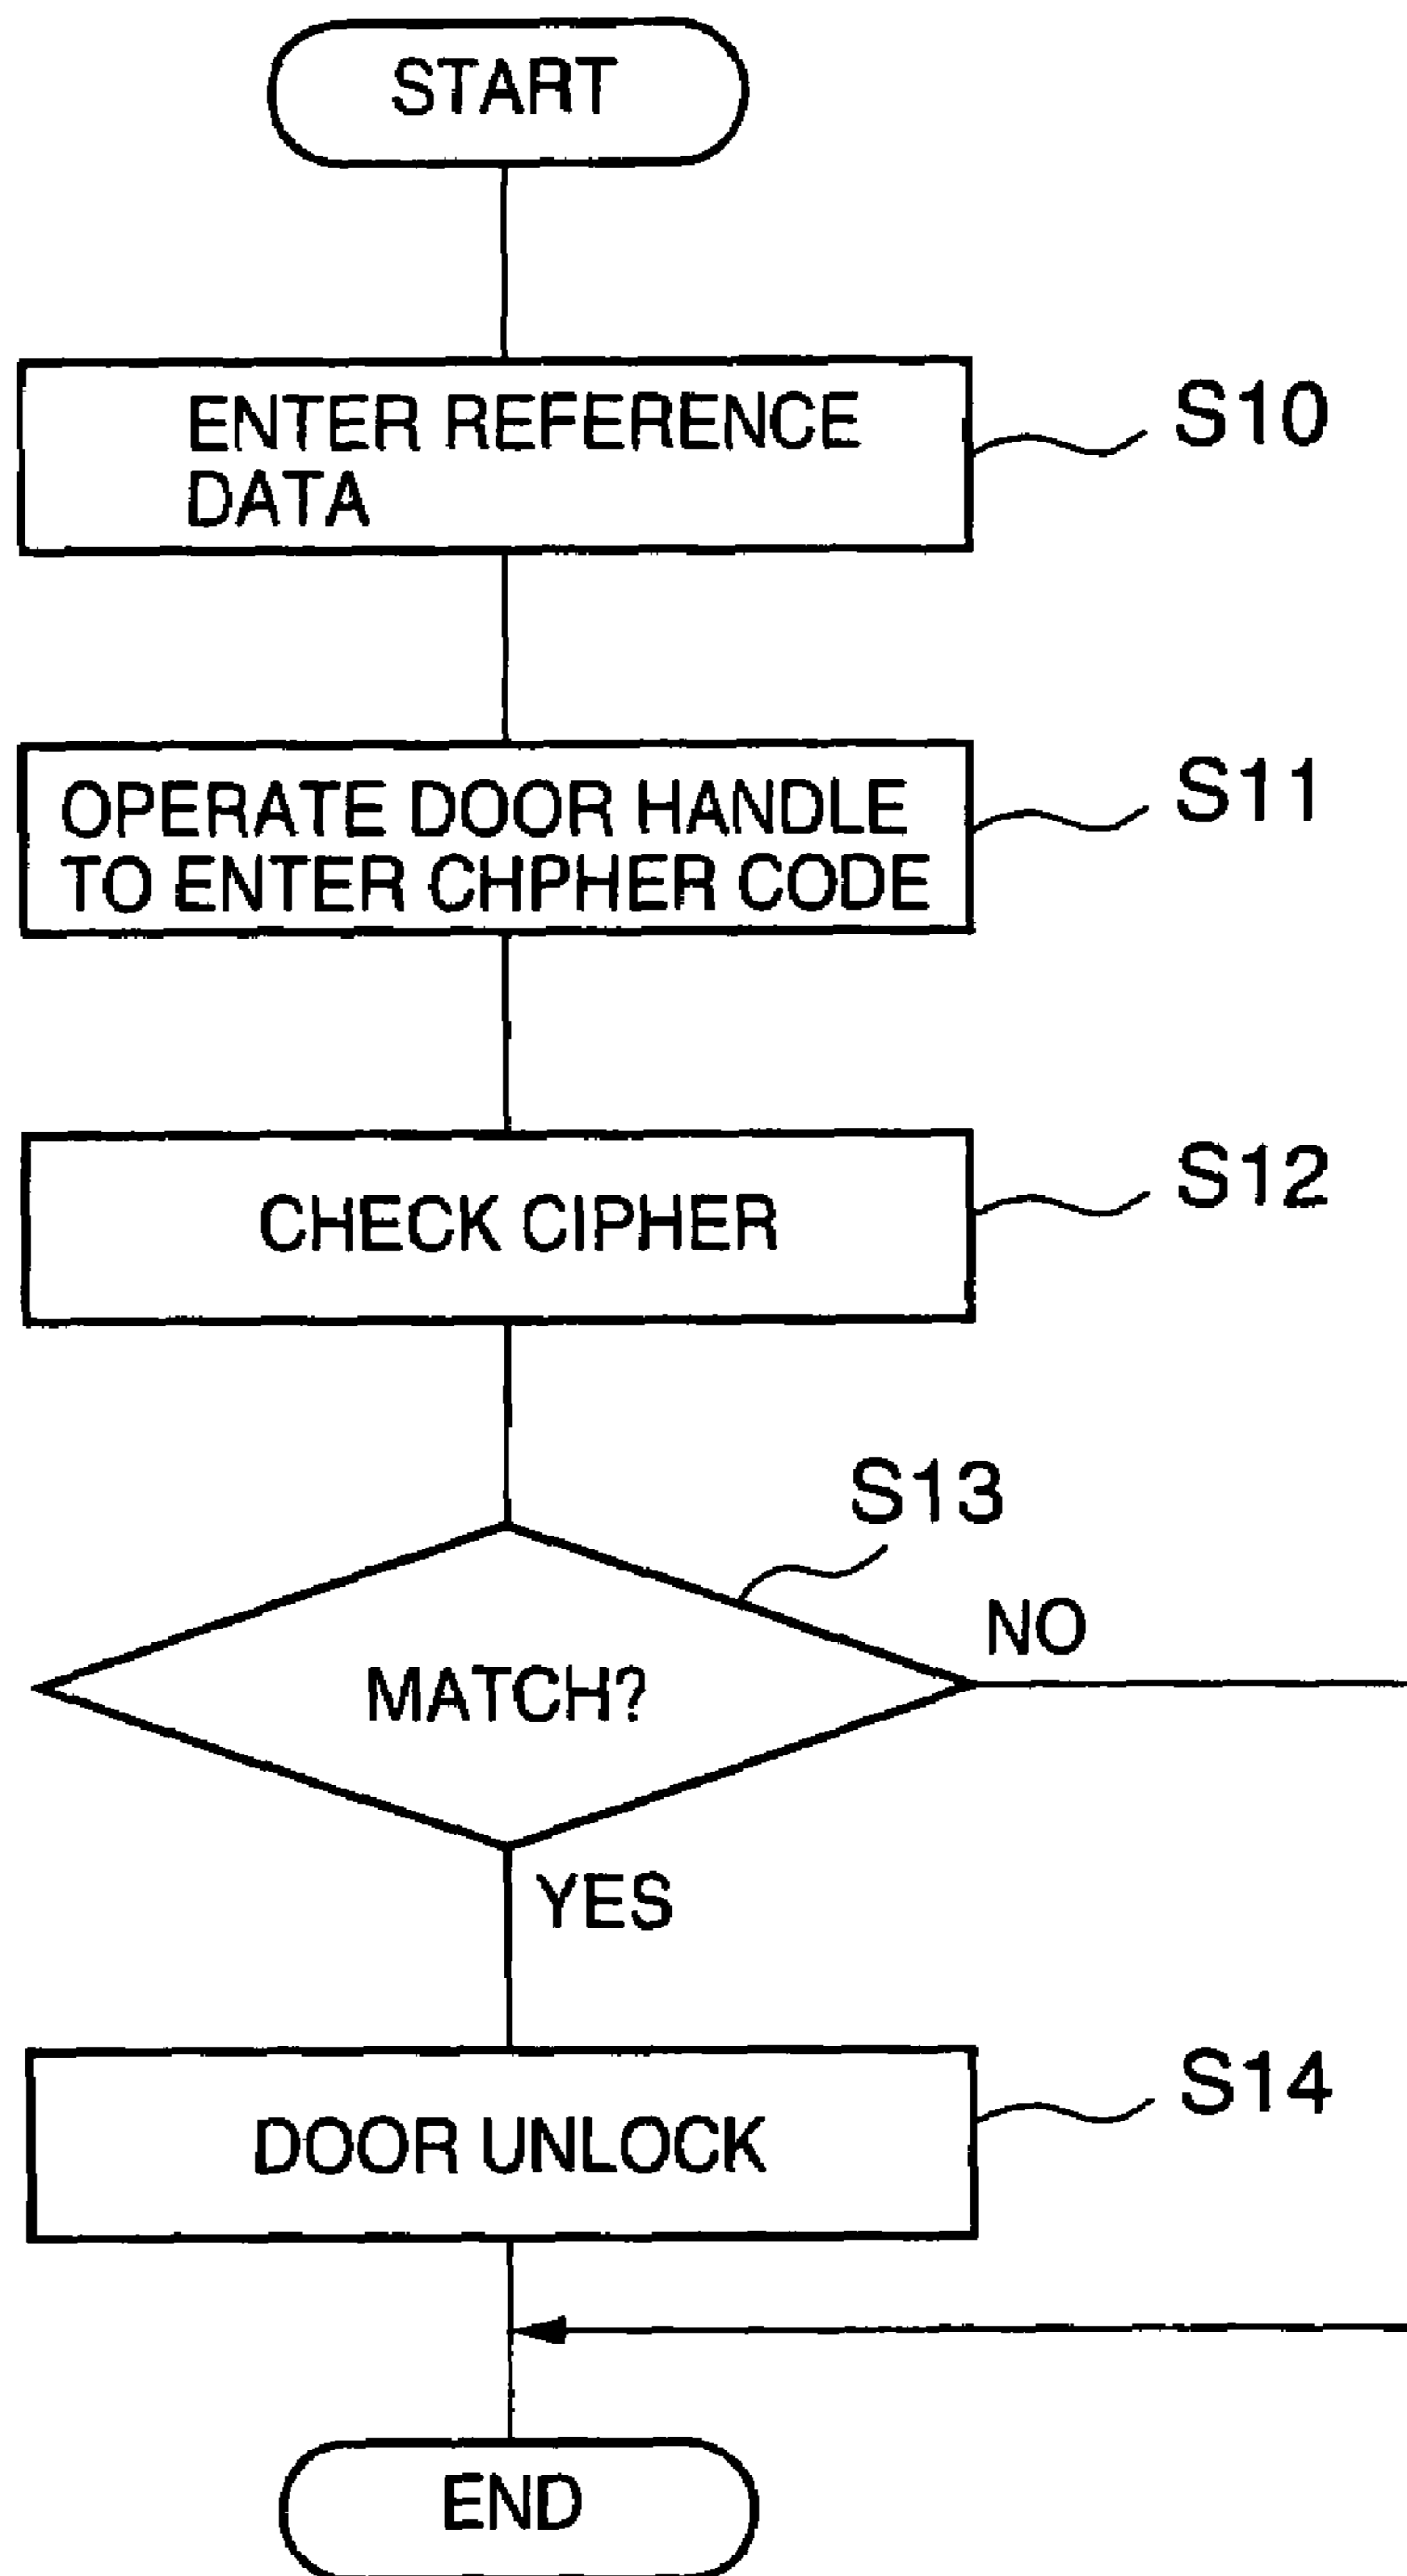 START
ENTER REFERENCE
DATA
S10
OPERATE DOOR HANDLE
TO ENTER CHPHER CODE
S11
CHECK CIPHER
S12
S13
MATCH?
NO
YES
DOOR UNLOCK
S14
END